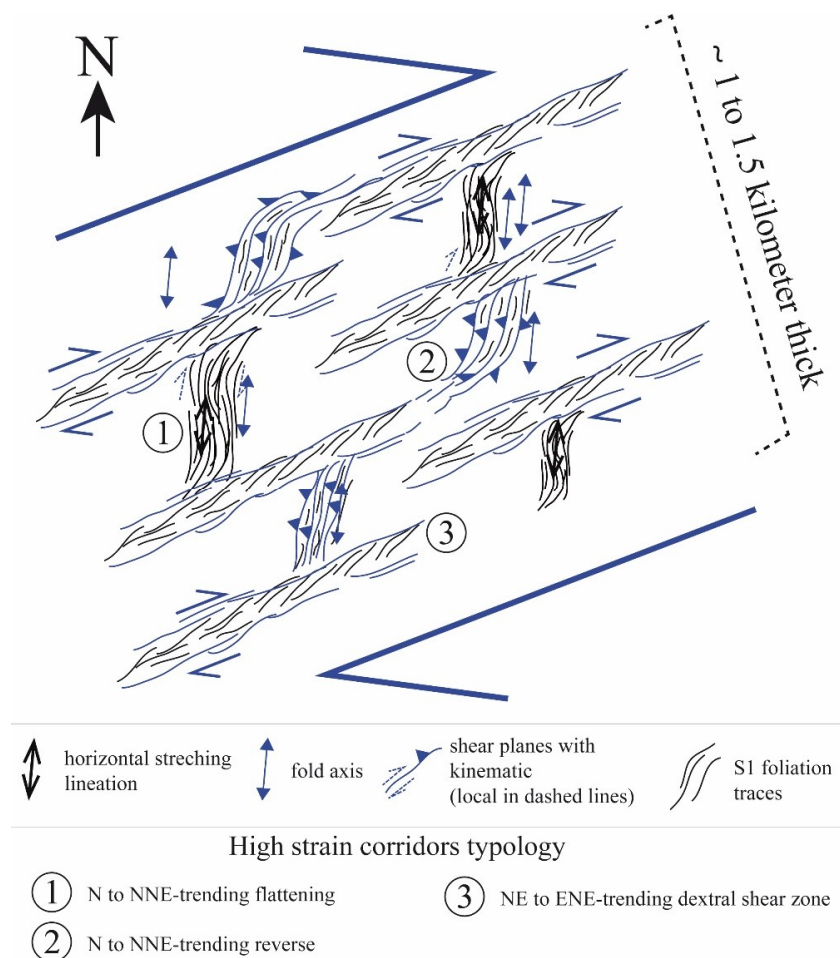 N
~ 1 to 1.5 kilometer thick
1
2
3
horizontal streching
lineation
fold axis
shear planes with
kinematic
(local in dashed lines)
S1 foliation
traces
High strain corridors typology
1 N to NNE-trending flattening
3 NE to ENE-trending dextral shear zone
2 N to NNE-trending reverse